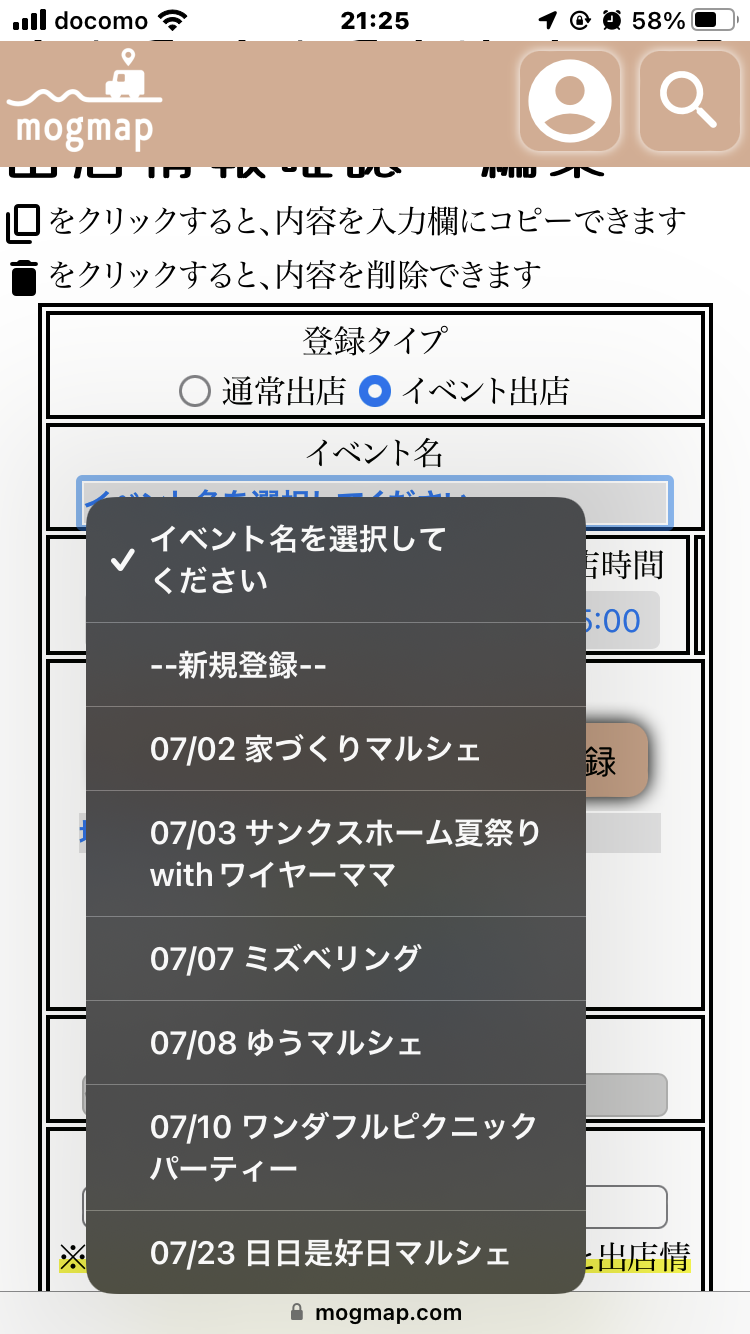 docomo 21:25 58%
mogmap
をクリックすると、内容を入力欄にコピーできます
をクリックすると、内容を削除できます
登録タイプ
通常出店 イベント出店
イベント名
イベント名を選択して
ください
--新規登録--
07/02 家づくりマルシェ
07/03 サンクスホーム夏祭り
withワイヤーママ
07/07 ミズベリング
07/08 ゆうマルシェ
07/10 ワンダフルピクニック
パーティー
07/23 日日是好日マルシェ
店時間
5:00
録
※
と出店情
mogmap.com